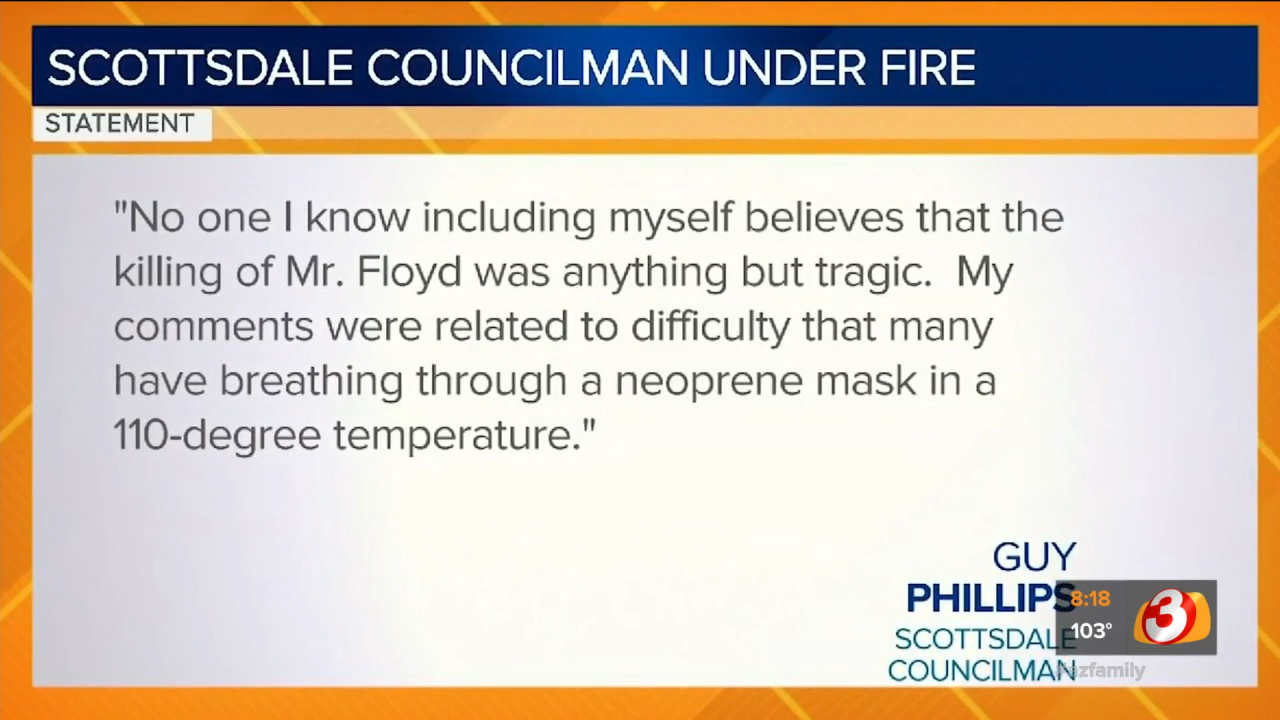 SCOTTSDALE COUNCILMAN UNDER FIRE
STATEMENT
"No one I know including myself believes that the
killing of Mr. Floyd was anything but tragic.  My
comments were related to difficulty that many
have breathing through a neoprene mask in a
110-degree temperature."
GUY
PHILLIPS
SCOTTSDALE
COUNCILMAN
8:18
103°
3
#azfamily